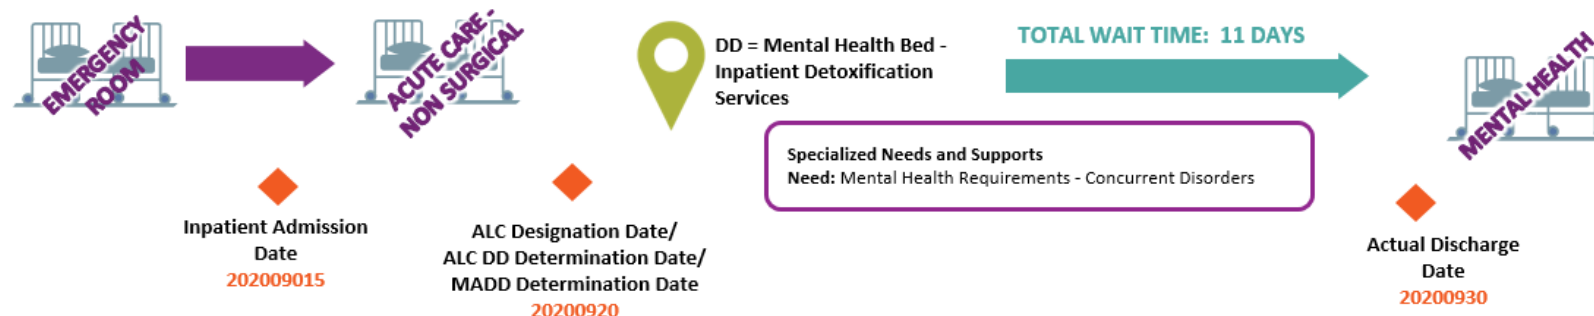 EMERGENCY
ROOM
ACUTE CARE -
NON SURGICAL
DD = Mental Health Bed -
Inpatient Detoxification
Services
TOTAL WAIT TIME: 11 DAYS
MENTAL HEALTH
Specialized Needs and Supports
Need: Mental Health Requirements - Concurrent Disorders
Inpatient Admission
Date
202009015
ALC Designation Date/
ALC DD Determination Date/
MADD Determination Date
20200920
Actual Discharge
Date
20200930